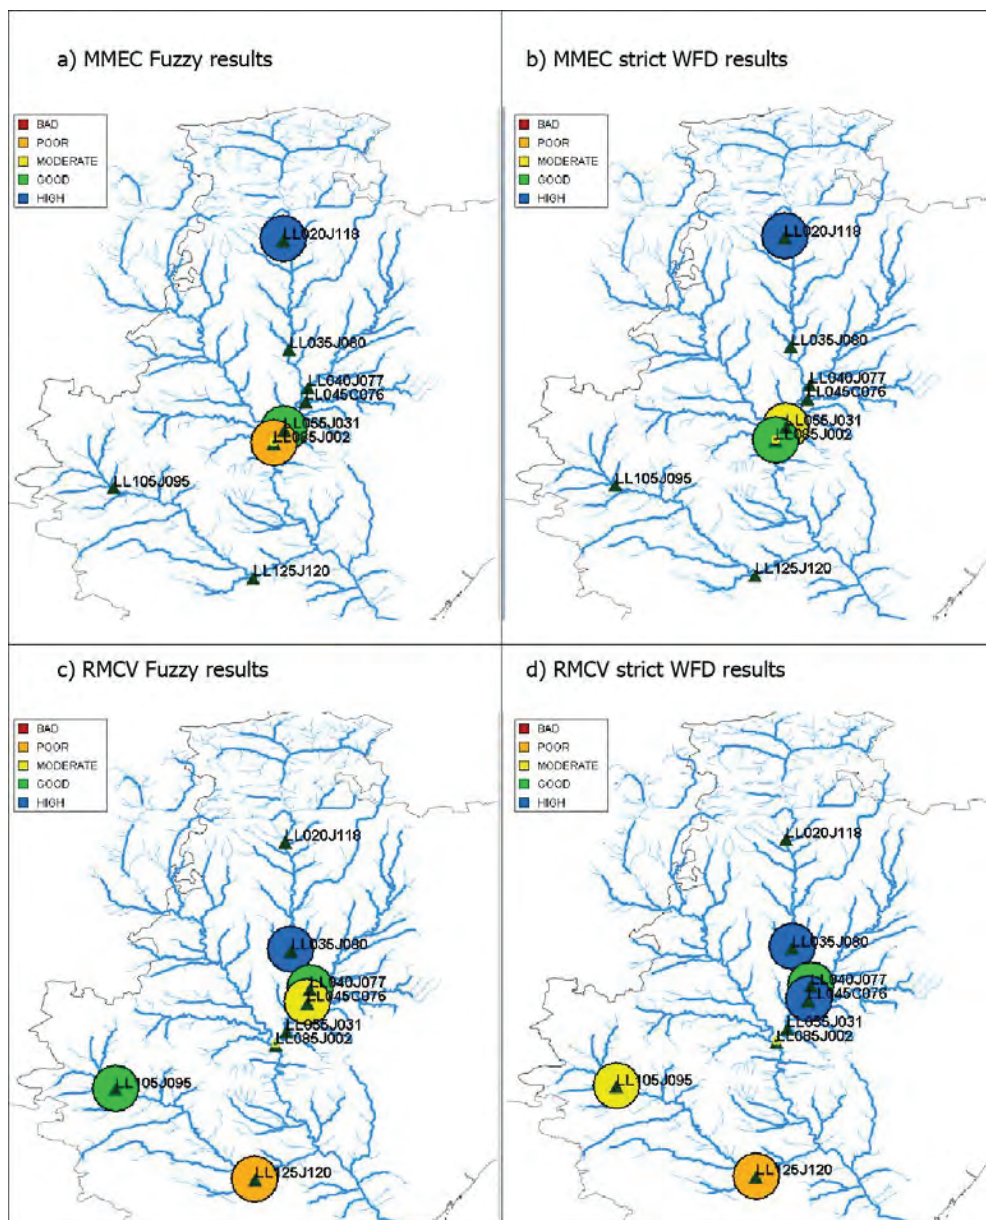 a) MMEC Fuzzy results
BAD
POOR
MODERATE
GOOD
HIGH
LL020J118
LL035J080
LL040J077
LL045C076
LL055J031
LL085J002
LL105J095
LL125J120
b) MMEC strict WFD results
BAD
POOR
MODERATE
GOOD
HIGH
LL020J118
LL035J080
LL040J077
LL045C076
LL055J031
LL085J002
LL105J095
LL125J120
c) RMCV Fuzzy results
BAD
POOR
MODERATE
GOOD
HIGH
LL020J118
LL035J080
LL040J077
LL045C076
LL055J031
LL085J002
LL105J095
LL125J120
d) RMCV strict WFD results
BAD
POOR
MODERATE
GOOD
HIGH
LL020J118
LL035J080
LL040J077
LL045C076
LL055J031
LL085J002
LL105J095
LL125J120